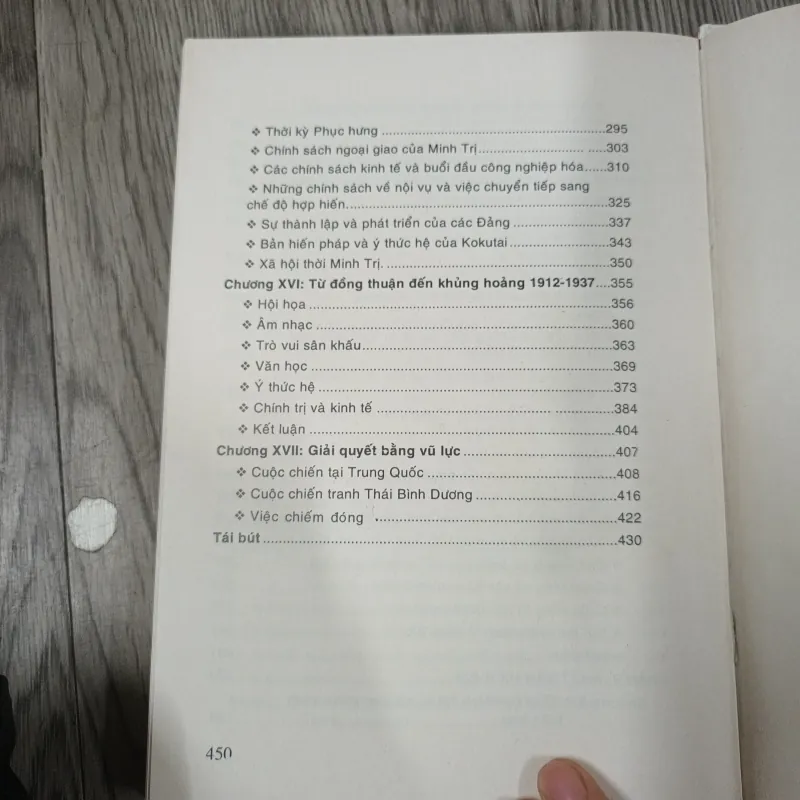 ❖ Thời kỳ Phục hưng ..........................................................295
❖ Chính sách ngoại giao của Minh Trị........................... .....303
❖ Các chính sách kinh tế và buổi đầu công nghiệp hóa......310
❖ Những chính sách về nội vụ và việc chuyển tiếp sang
chế độ hợp hiến....................................................................325
❖ Sự thành lập và phát triển của các Đảng .........................337
❖ Bản hiến pháp và ý thức hệ của Kokutai.........................343
❖ Xã hội thời Minh Trị. .........................................................350
Chương XVI: Từ đồng thuận đến khủng hoảng 1912-1937....355
❖ Hội họa ..............................................................................356
❖ Âm nhạc ............................................................................360
❖ Trò vui sân khấu.................................................................363
❖ Văn học .............................................................................369
❖ Ý thức hệ ...........................................................................373
❖ Chính trị và kinh tế ............................................ ...............384
❖ Kết luận .............................................................................404
Chương XVII: Giải quyết bằng vũ lực ......................................407
❖ Cuộc chiến tại Trung Quốc ................................................408
❖ Cuộc chiến tranh Thái Bình Dương ...................................416
❖ Việc chiếm đóng ..............................................................422
Tái bút .......................................................................................430
450